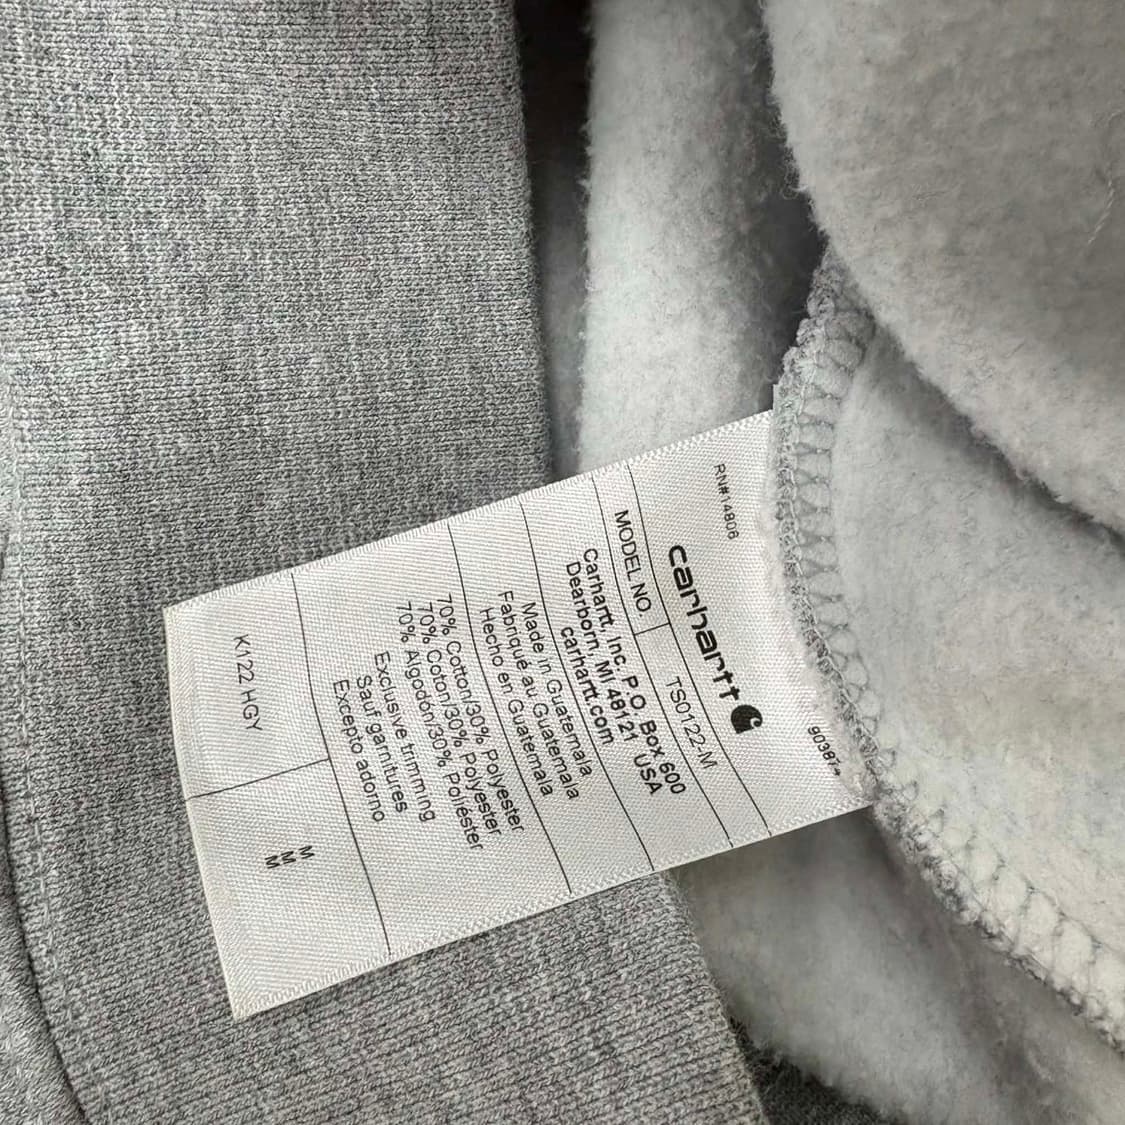 RN#14806
90387
carhartt
MODEL NO TS0122-M
Carhartt, Inc. P.O. Box 600
Dearborn, MI 48121 USA
carhartt.com
Made in Guatemala
Fabriqué au Guatemala
Hecho en Guatemala
70% Cotton/30% Polyester
70% Coton/30% Polyester
70% Algodón/30% Poliéster
Exclusive trimming
Sauf garnitures
Excepto adorno
K122 HGY
M
M
M